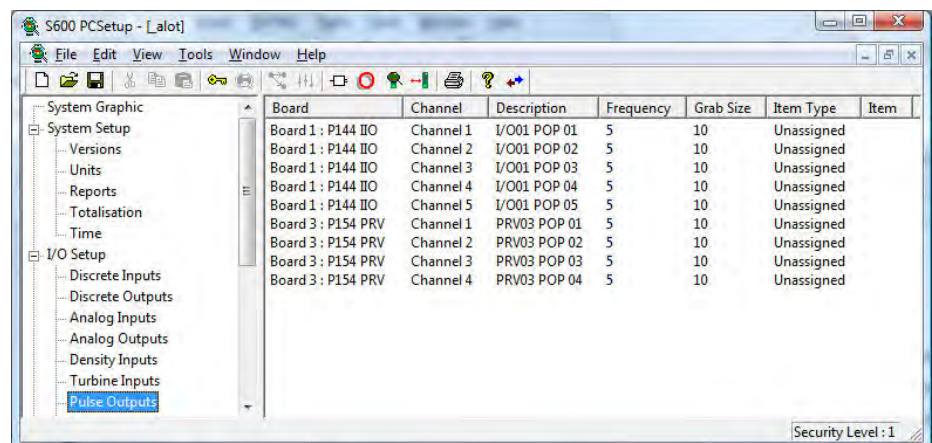 S600 PCSetup - [_alot]
File Edit View Tools Window Help
System Graphic
System Setup
Versions
Units
Reports
Totalisation
Time
I/O Setup
Discrete Inputs
Discrete Outputs
Analog Inputs
Analog Outputs
Density Inputs
Turbine Inputs
Pulse Outputs
Board Channel Description Frequency Grab Size Item Type Item
Board 1 : P144 IIO Channel 1 I/O01 POP 01 5 10 Unassigned
Board 1 : P144 IIO Channel 2 I/O01 POP 02 5 10 Unassigned
Board 1 : P144 IIO Channel 3 I/O01 POP 03 5 10 Unassigned
Board 1 : P144 IIO Channel 4 I/O01 POP 04 5 10 Unassigned
Board 1 : P144 IIO Channel 5 I/O01 POP 05 5 10 Unassigned
Board 3 : P154 PRV Channel 1 PRV03 POP 01 5 10 Unassigned
Board 3 : P154 PRV Channel 2 PRV03 POP 02 5 10 Unassigned
Board 3 : P154 PRV Channel 3 PRV03 POP 03 5 10 Unassigned
Board 3 : P154 PRV Channel 4 PRV03 POP 04 5 10 Unassigned
Security Level : 1